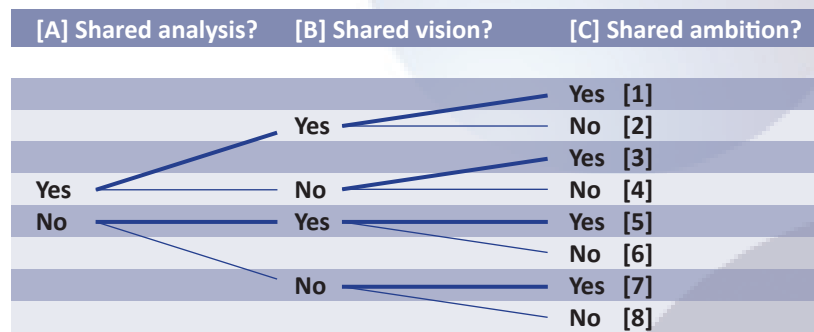 [A] Shared analysis? [B] Shared vision? [C] Shared ambition?
Yes [1]
Yes No [2]
Yes [3]
Yes No No [4]
No Yes Yes [5]
No [6]
No Yes [7]
No [8]